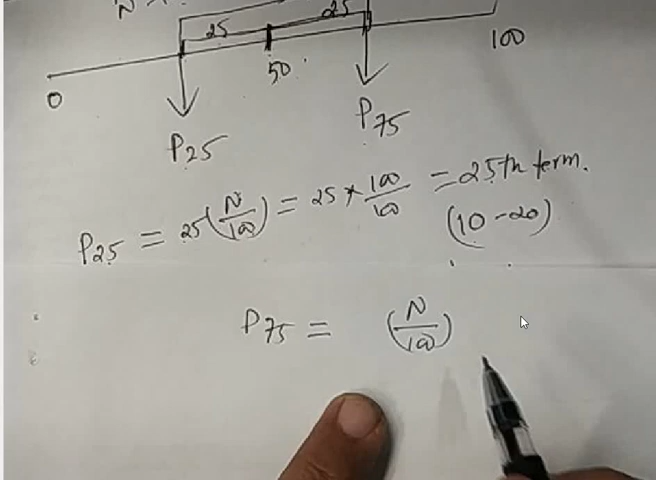 25 25
0 50 100
P25 P75
P25 = 25(N/100) = 25 * 100/100 = 25th term.
(10-20)
P75 = (N/100)